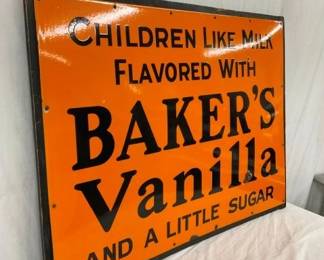 CHILDREN LIKE MILK
FLAVORED WITH
BAKER'S
Vanilla
AND A LITTLE SUGAR